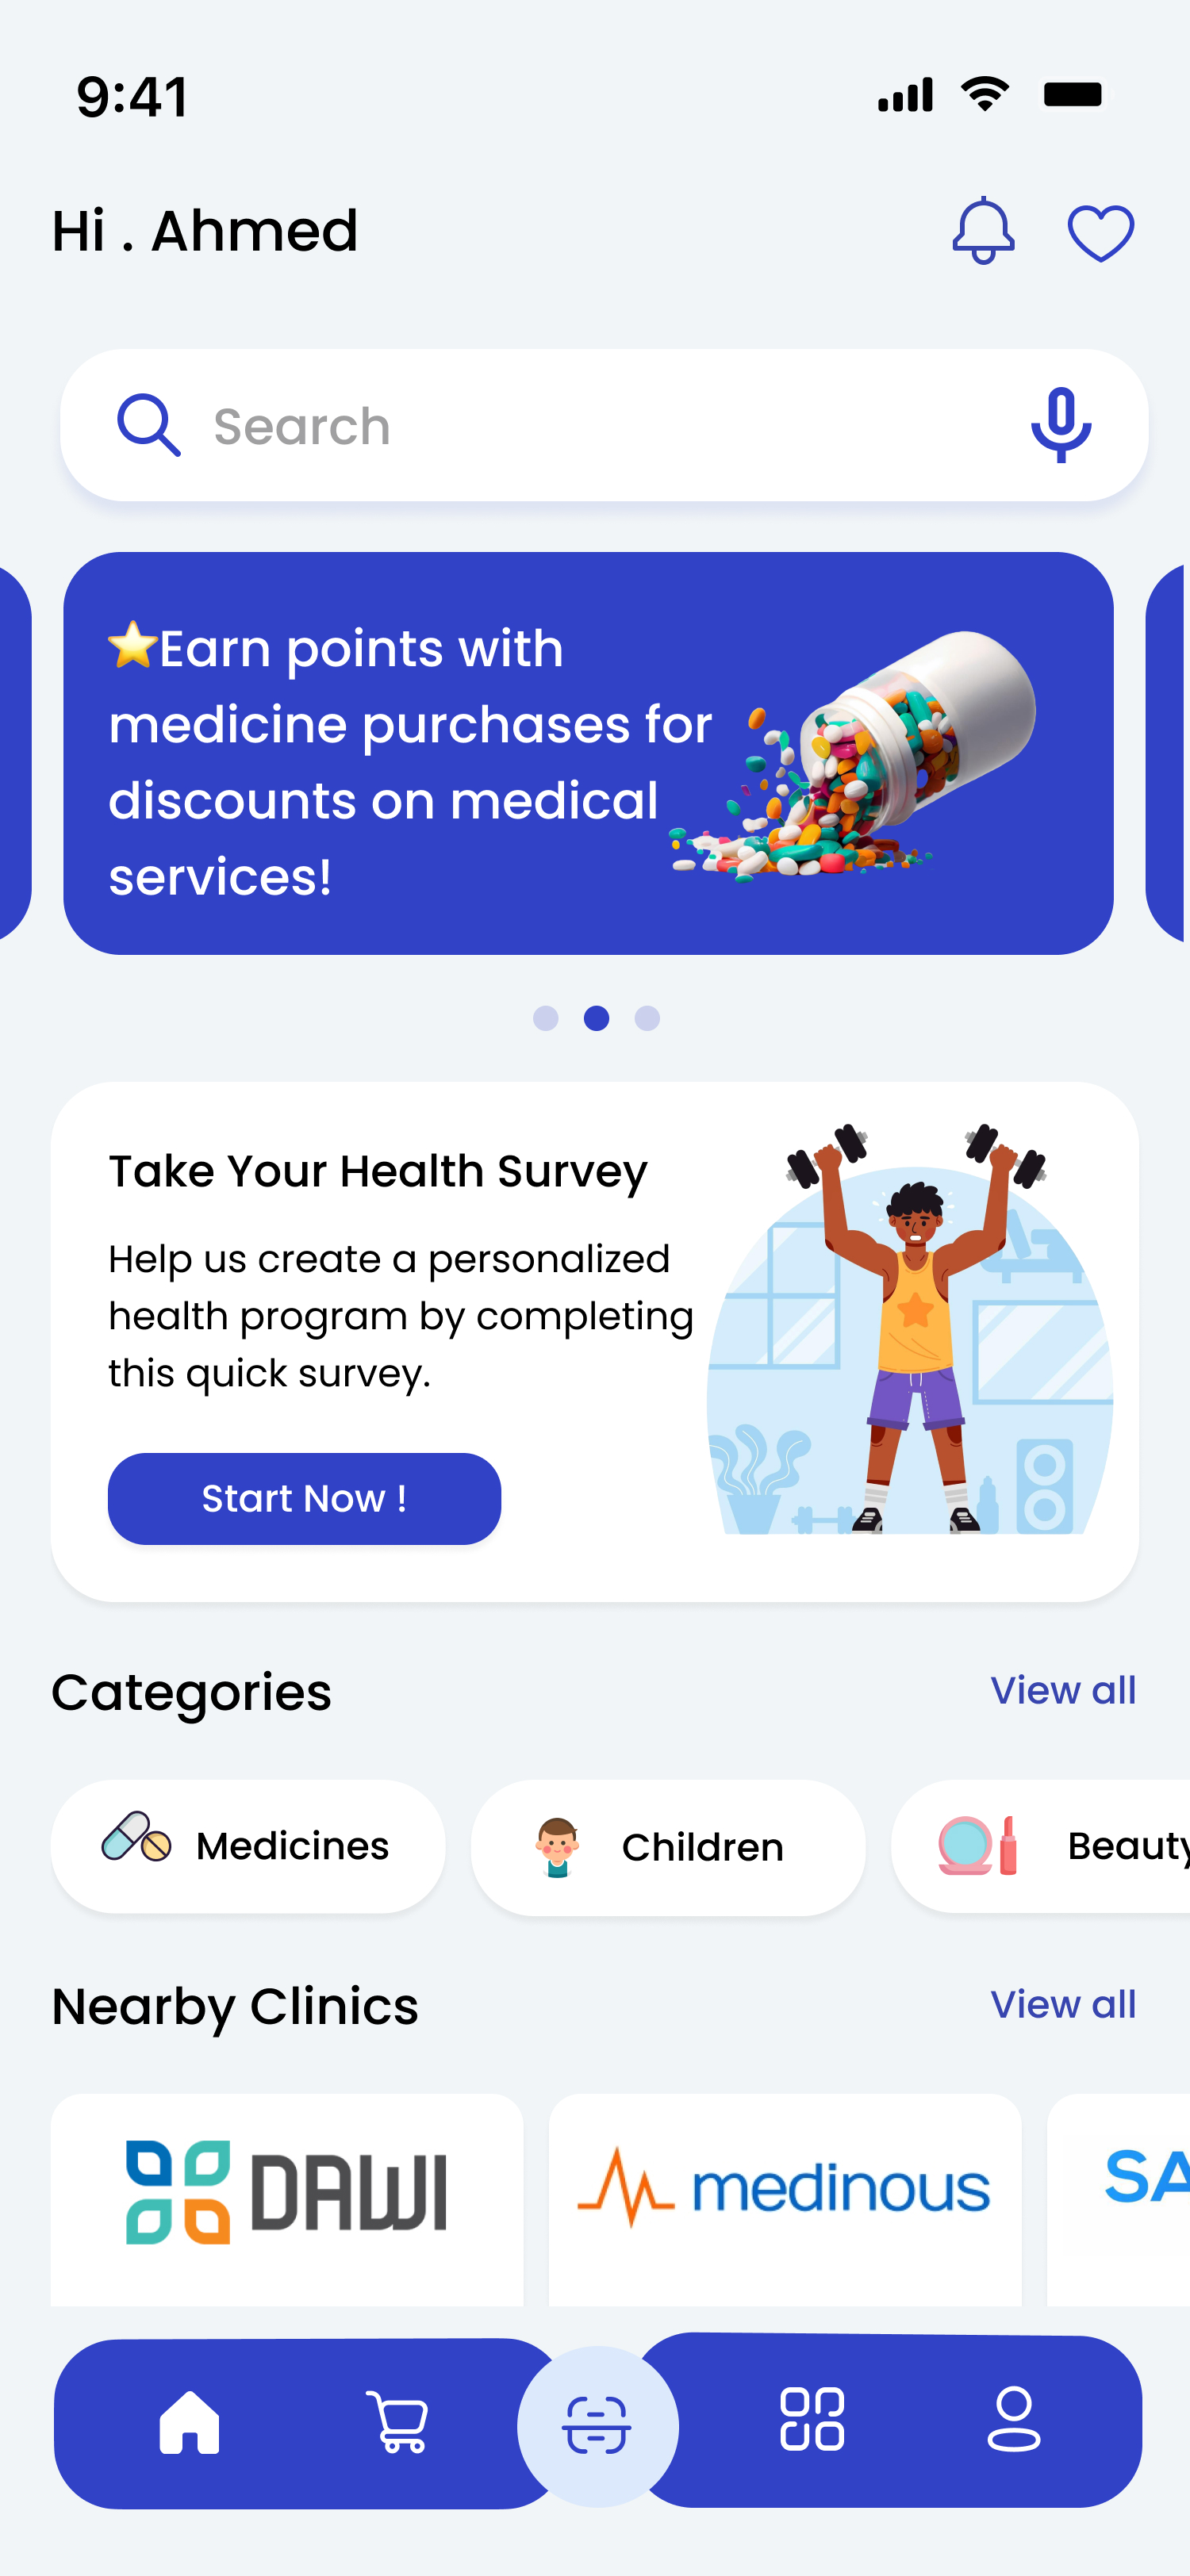 9:41
Hi . Ahmed
Search
⭐Earn points with
medicine purchases for
discounts on medical
services!
Take Your Health Survey
Help us create a personalized
health program by completing
this quick survey.
Start Now !
Categories
View all
Medicines
Children
Beauty
Nearby Clinics
View all
DAWI
medinous
SA